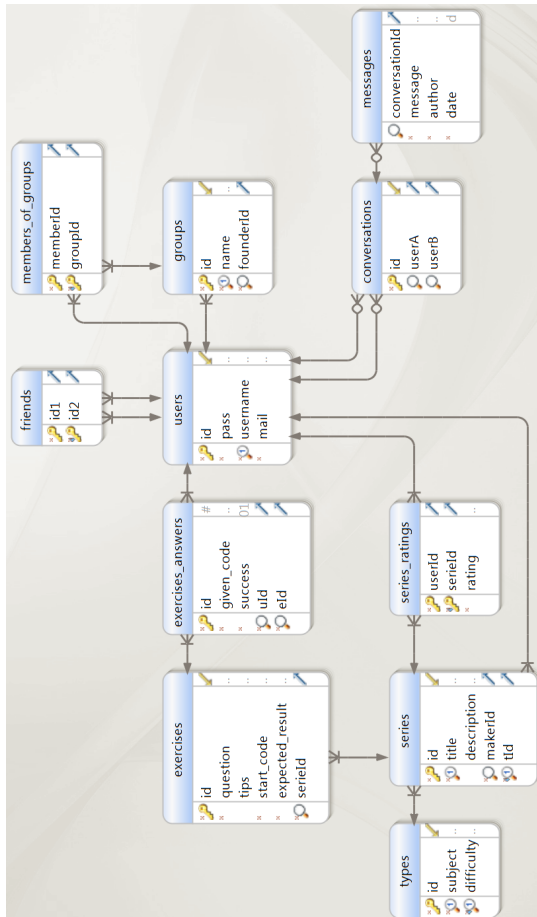 members_of_groups
memberId
groupId
friends
id1
id2
groups
id
name
founderId
users
id
pass
username
mail
messages
conversationId
message
author
date
conversations
id
userA
userB
exercises_answers
id
given_code
success
uId
eId
exercises
id
question
tips
start_code
expected_result
serieId
series_ratings
userId
serieId
rating
series
id
title
description
makerId
tId
types
id
subject
difficulty